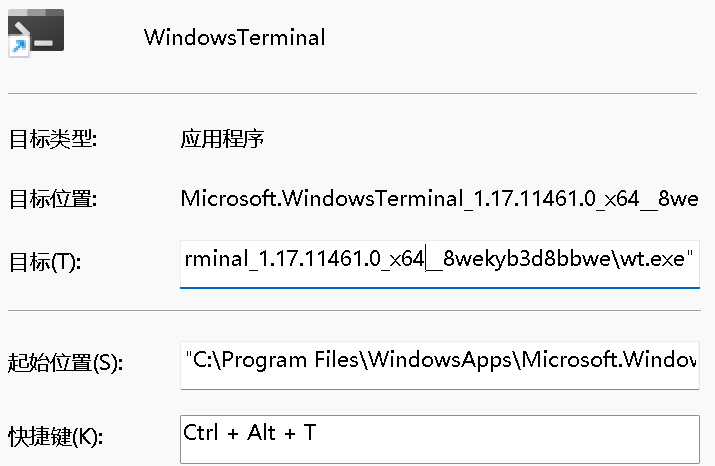 WindowsTerminal
目标类型: 应用程序
目标位置: Microsoft.WindowsTerminal_1.17.11461.0_x64__8we
目标(T): rminal_1.17.11461.0_x64__8wekyb3d8bbwe\wt.exe"
起始位置(S): "C:\Program Files\WindowsApps\Microsoft.Window
快捷键(K): Ctrl + Alt + T